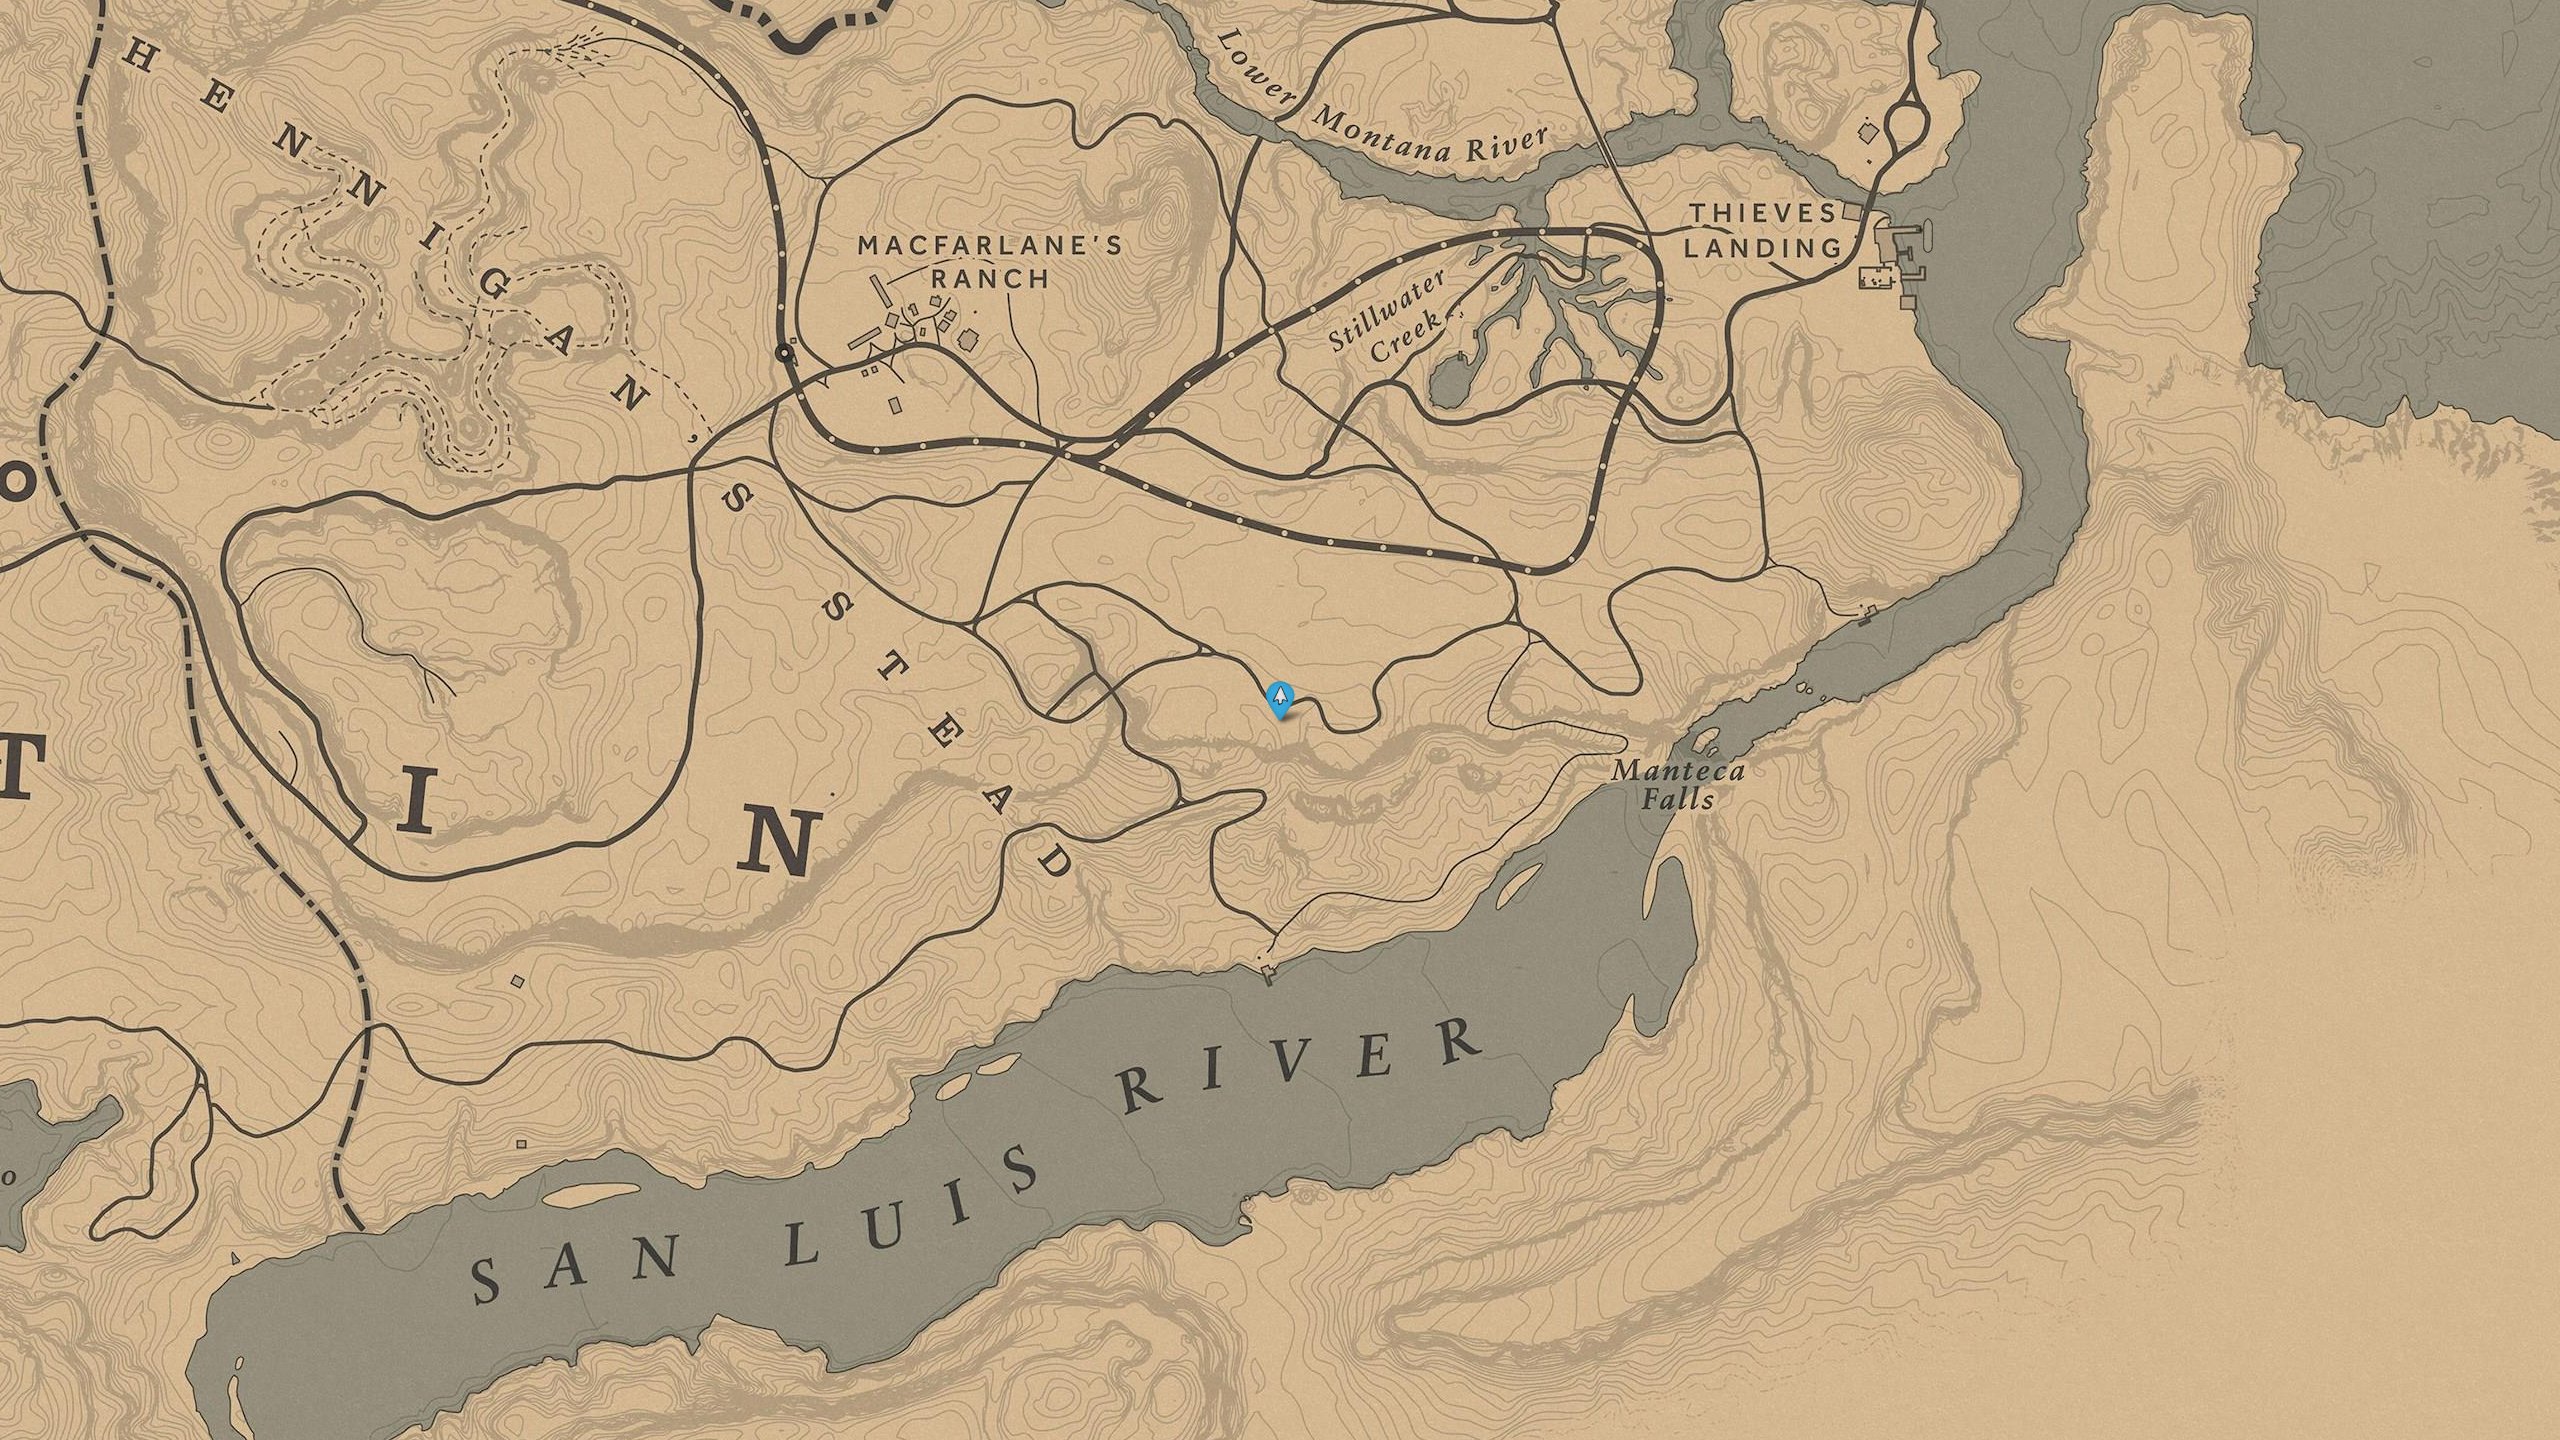 HENNIGAN'S STEAD
Lower Montana River
MACFARLANE'S
RANCH
THIEVES
LANDING
Stillwater
Creek
O
T
I
N
Manteca
Falls
SAN LUIS RIVER
o